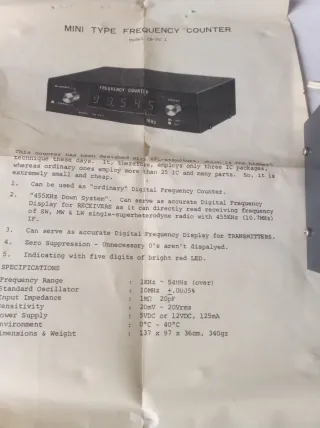 MINI TYPE FREQUENCY COUNTER
FREQUENCY COUNTER
93545
technique these days. It, therefore, employs only three IC packages,
whereas ordinary ones employ more than 25 IC and many parts. So, it is
extremely small and cheap.
1. Can be used as "ordinary" Digital Frequency Counter.
2. "455KHz Down System". Can serve as accurate Digital Frequency
Display for RECEIVERS as it can directly read receiving frequency
of SW, MW & LW single-superheterodyne radio with 455KHz (10.7MHz)
IF.
3. Can serve as accurate Digital Frequency Display for TRANSMITTERS.
4. Zero Suppression - Unnecessary 0's aren't dispalyed.
5. Indicating with five digits of bright red LED.
SPECIFICATIONS
Frequency Range : 1KHz - 54MHz (over)
Standard Oscillator : 10MHz ± .005%
Input Impedance : 1MΩ 20pF
Sensitivity : 20mV - 20Vrms
Power Supply : 5VDC or 12VDC, 125mA
Environment : 0°C - 40°C
Dimensions & Weight : 137 x 97 x 36mm, 340gs